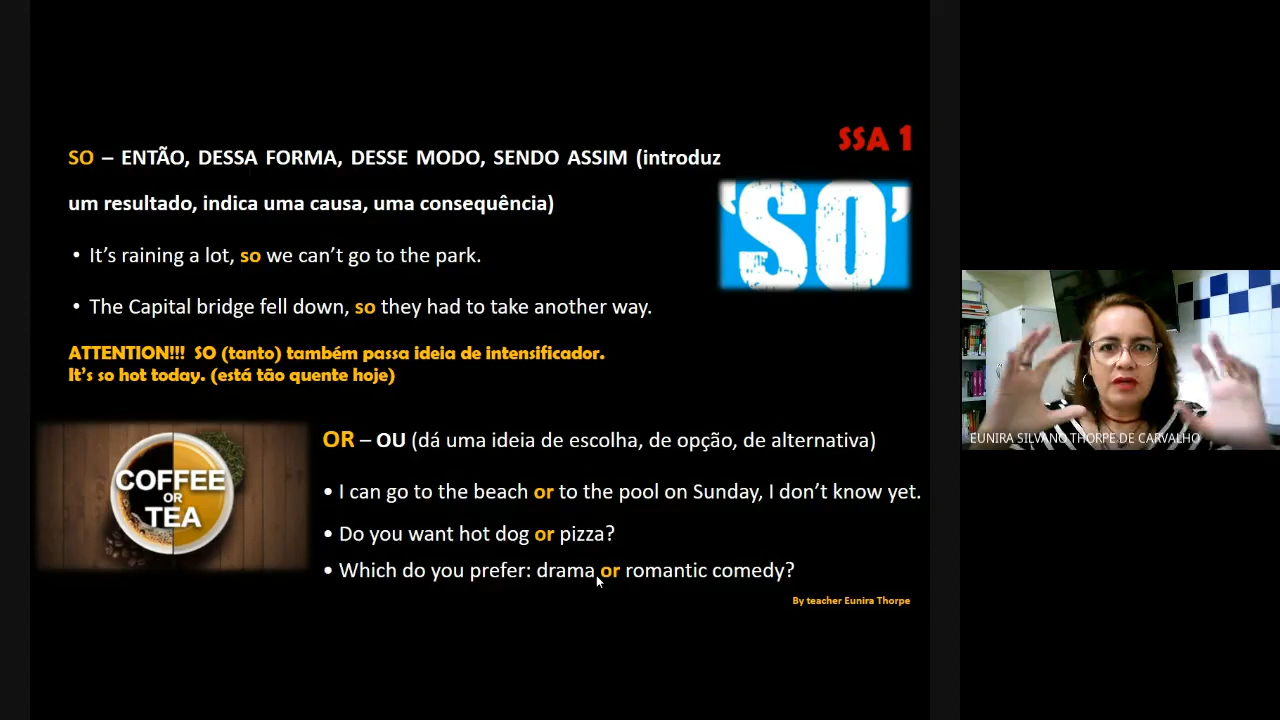 SSA 1
SO – ENTÃO, DESSA FORMA, DESSE MODO, SENDO ASSIM (introduz
um resultado, indica uma causa, uma consequência)
‘SO’
• It’s raining a lot, so we can’t go to the park.
• The Capital bridge fell down, so they had to take another way.
ATTENTION!!! SO (tanto) também passa ideia de intensificador.
It’s so hot today. (está tão quente hoje)
COFFEE
OR
TEA
OR – OU (dá uma ideia de escolha, de opção, de alternativa)
• I can go to the beach or to the pool on Sunday, I don’t know yet.
• Do you want hot dog or pizza?
• Which do you prefer: drama or romantic comedy?
By teacher Eunira Thorpe
EUNIRA SILVANO THORPE DE CARVALHO